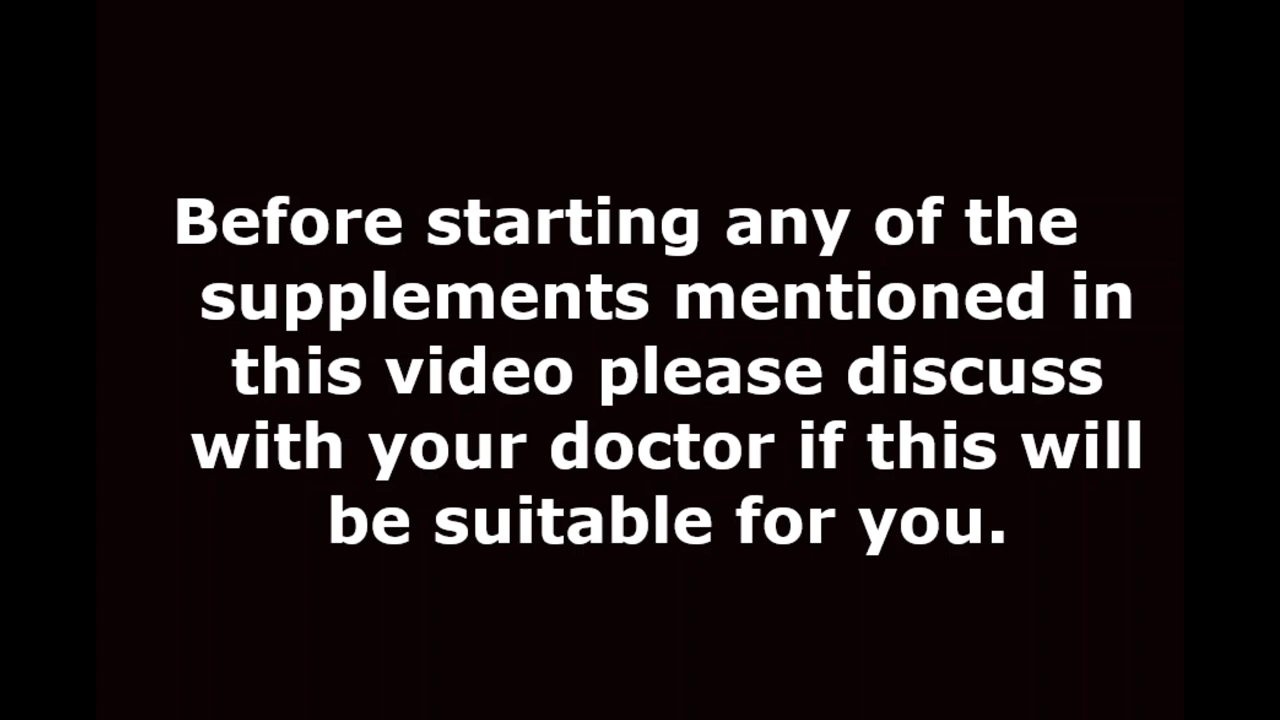 Before starting any of the
supplements mentioned in
this video please discuss
with your doctor if this will
be suitable for you.